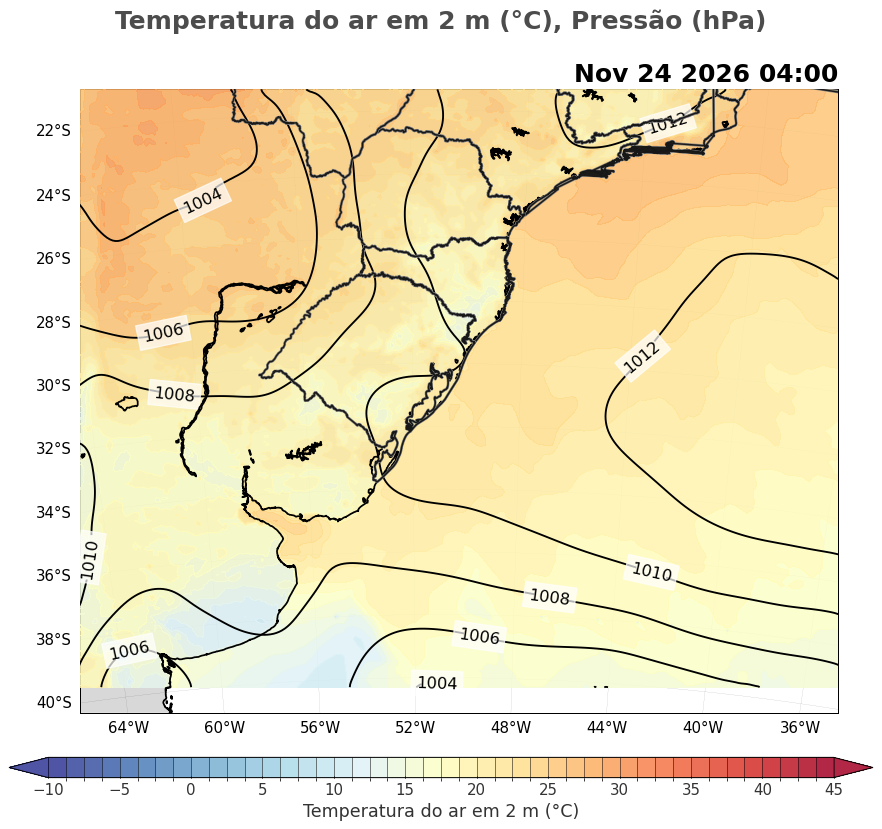 Temperatura do ar em 2 m (°C), Pressão (hPa)
Nov 24 2026 04:00
22°S
24°S
26°S
28°S
30°S
32°S
34°S
36°S
38°S
40°S
1012
1004
1006
1012
1008
1010
1010
1008
1006
1006
1004
64°W 60°W 56°W 52°W 48°W 44°W 40°W 36°W
−10 −5 0 5 10 15 20 25 30 35 40 45
Temperatura do ar em 2 m (°C)